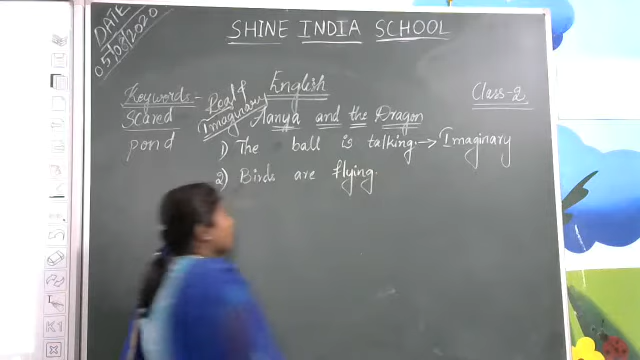 DATE
05/03/2020
SHINE INDIA SCHOOL
English
Class-2
Keywords:-
Scared
pond
Real &
Imaginary
Aanya and the Dragon
1) The ball is talking.→ Imaginary
2) Birds are flying.
K1